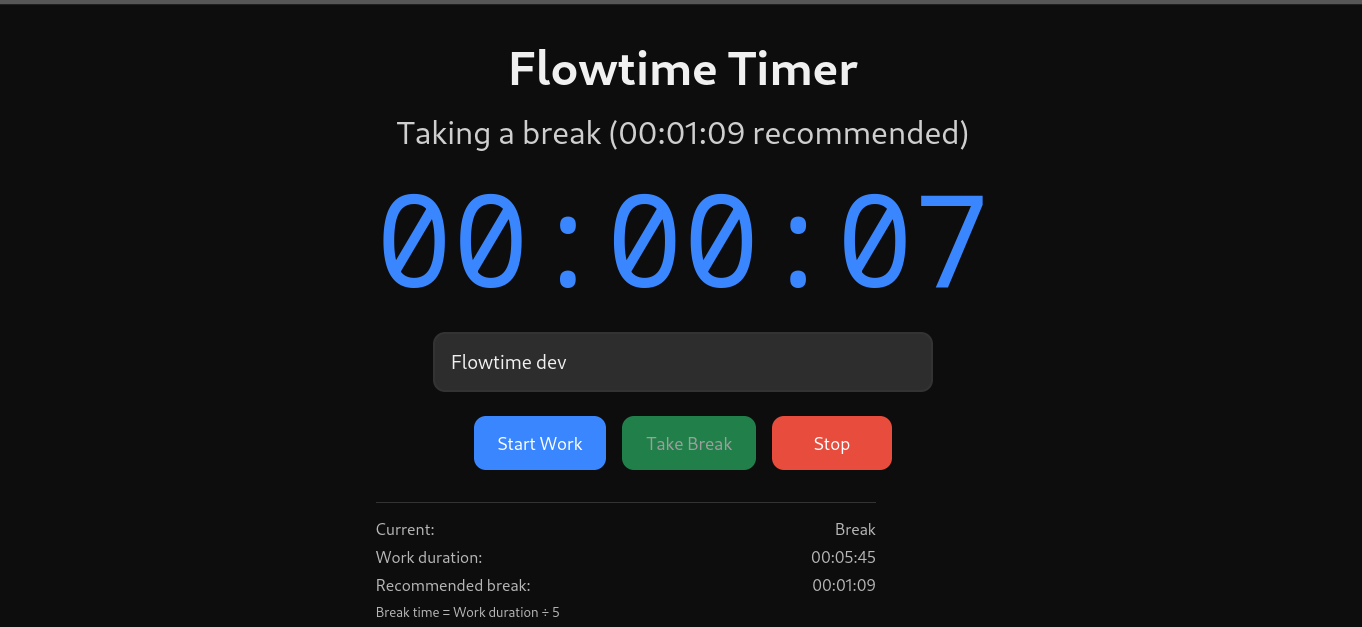 Flowtime Timer
Taking a break (00:01:09 recommended)
00:00:07
Flowtime dev
Start Work Take Break Stop
Current: Break
Work duration: 00:05:45
Recommended break: 00:01:09
Break time = Work duration ÷ 5